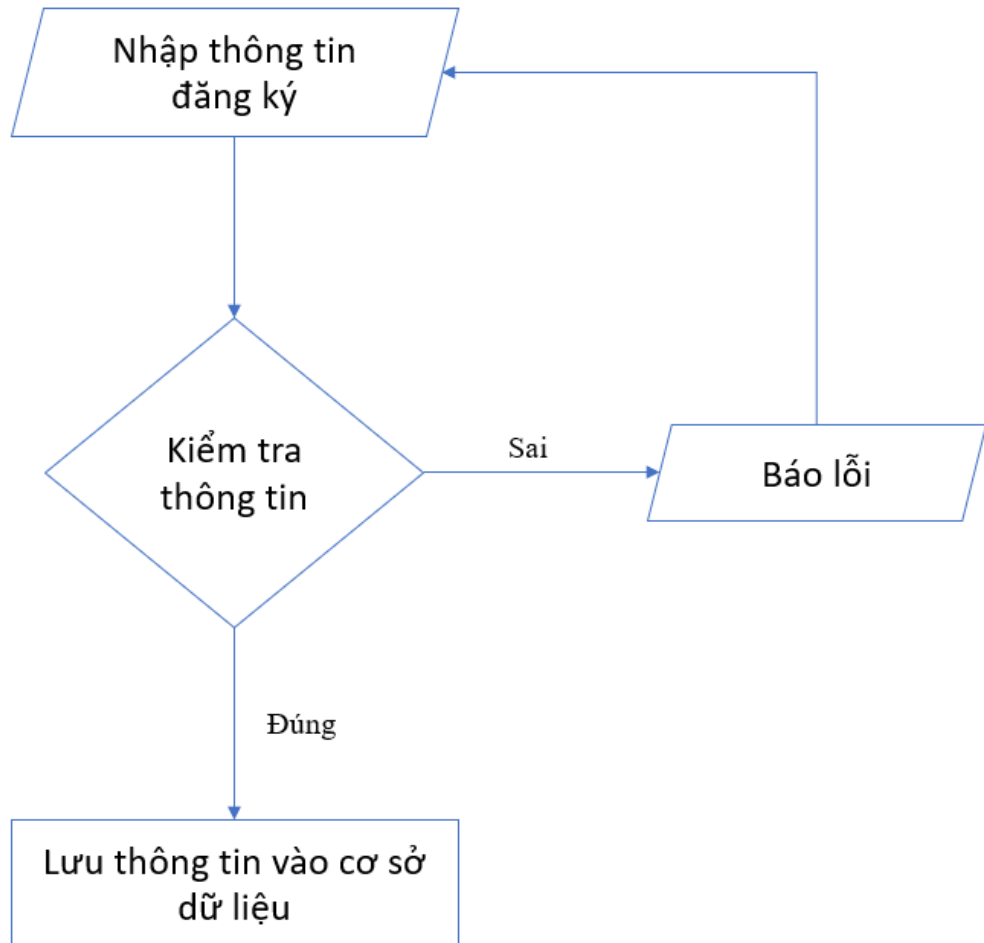 Nhập thông tin
đăng ký
Kiểm tra
thông tin
Sai
Báo lỗi
Đúng
Lưu thông tin vào cơ sở
dữ liệu